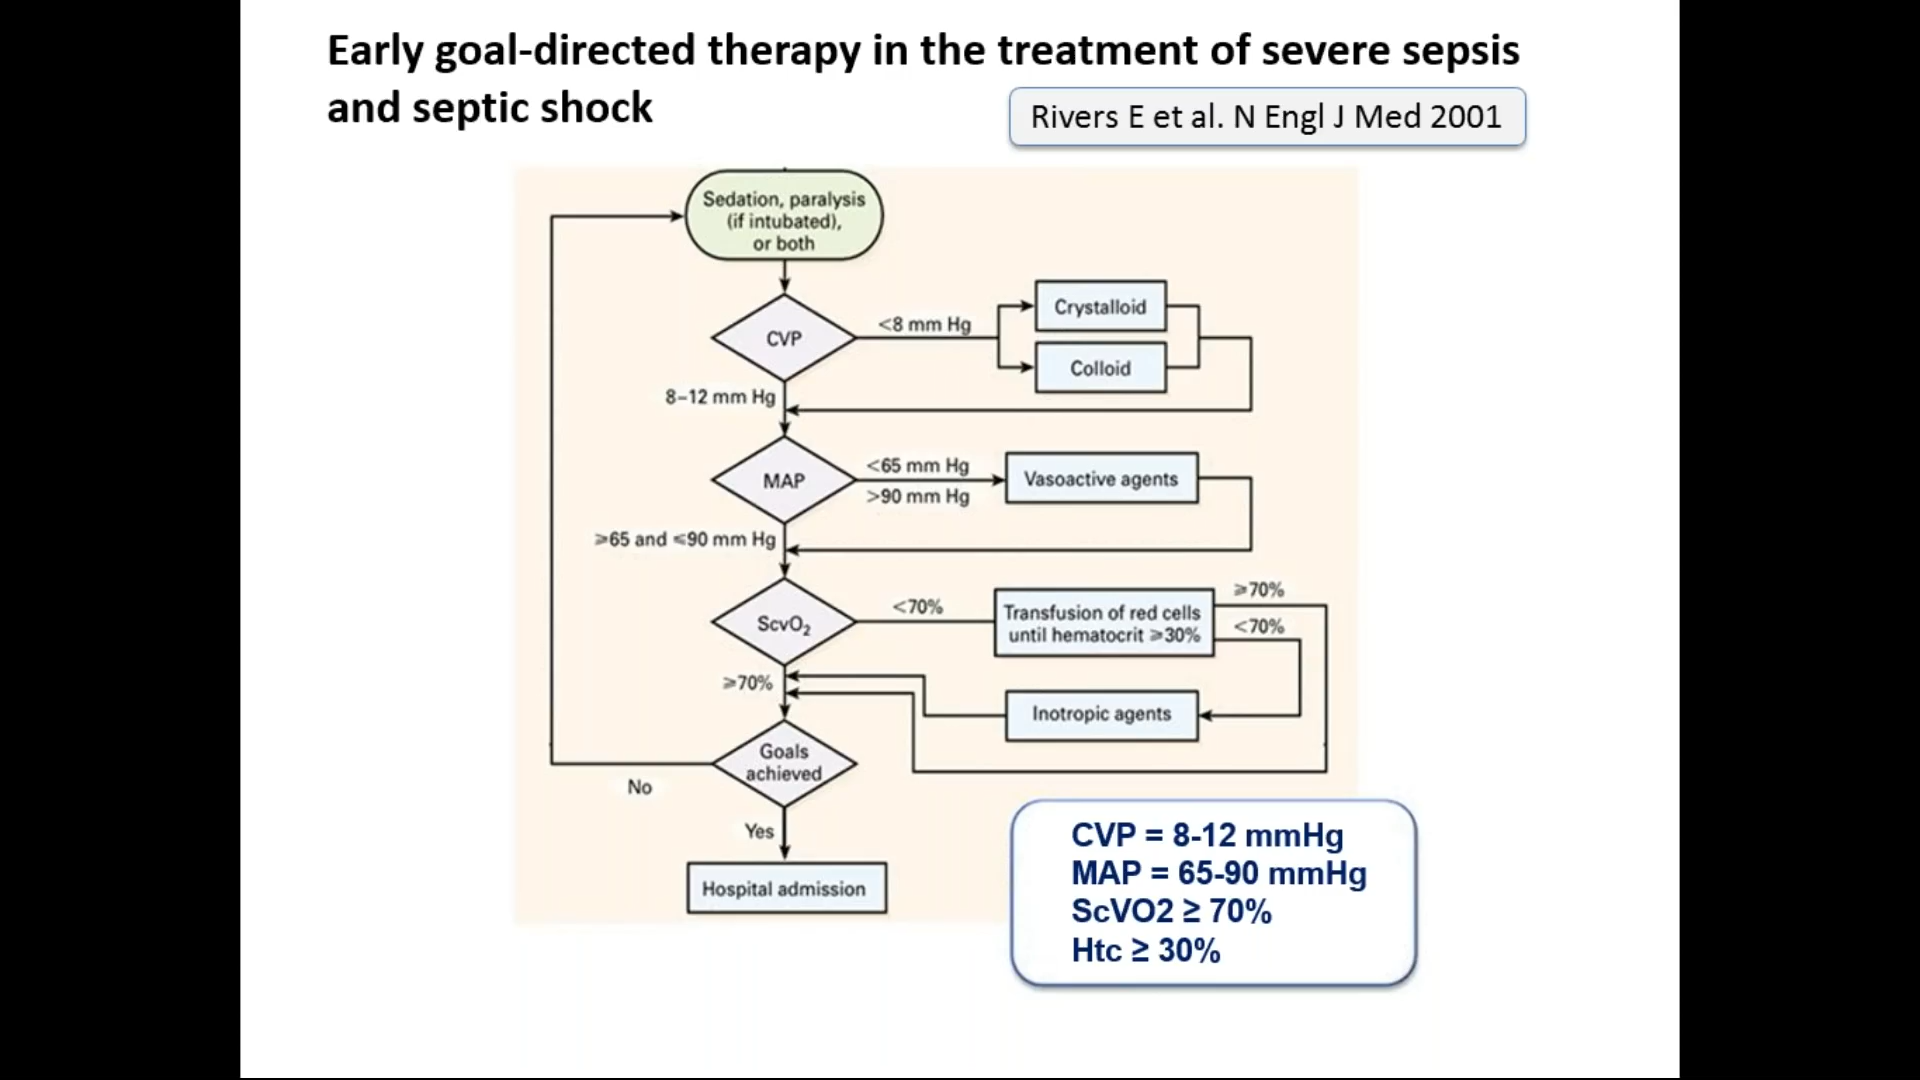 Early goal-directed therapy in the treatment of severe sepsis
and septic shock
Rivers E et al. N Engl J Med 2001
Sedation, paralysis
(if intubated),
or both
CVP
<8 mm Hg
Crystalloid
Colloid
8–12 mm Hg
MAP
<65 mm Hg
>90 mm Hg
Vasoactive agents
≥65 and ≤90 mm Hg
ScvO₂
<70%
Transfusion of red cells
until hematocrit ≥30%
≥70%
<70%
≥70%
Inotropic agents
Goals
achieved
No
Yes
Hospital admission
CVP = 8-12 mmHg
MAP = 65-90 mmHg
ScVO2 ≥ 70%
Htc ≥ 30%